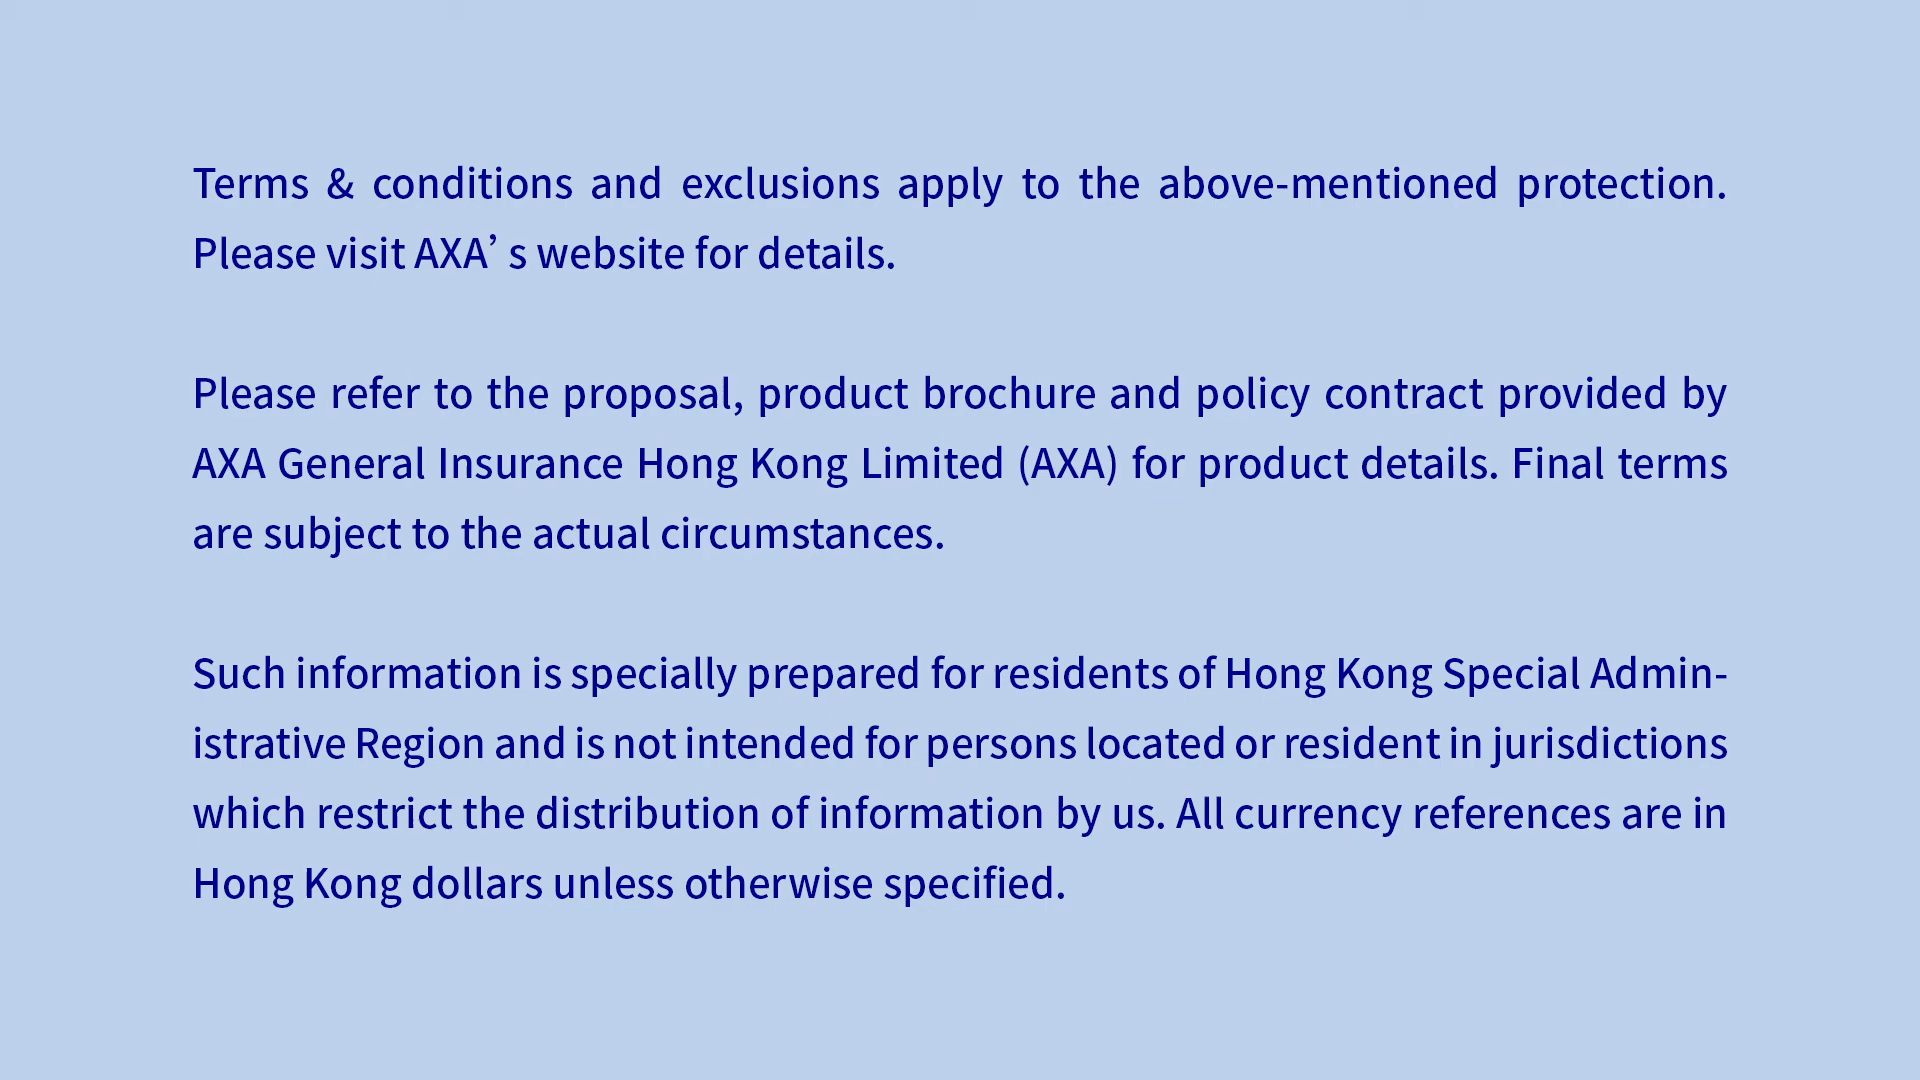 Terms & conditions and exclusions apply to the above-mentioned protection.
Please visit AXA’ s website for details.
Please refer to the proposal, product brochure and policy contract provided by
AXA General Insurance Hong Kong Limited (AXA) for product details. Final terms
are subject to the actual circumstances.
Such information is specially prepared for residents of Hong Kong Special Admin-
istrative Region and is not intended for persons located or resident in jurisdictions
which restrict the distribution of information by us. All currency references are in
Hong Kong dollars unless otherwise specified.